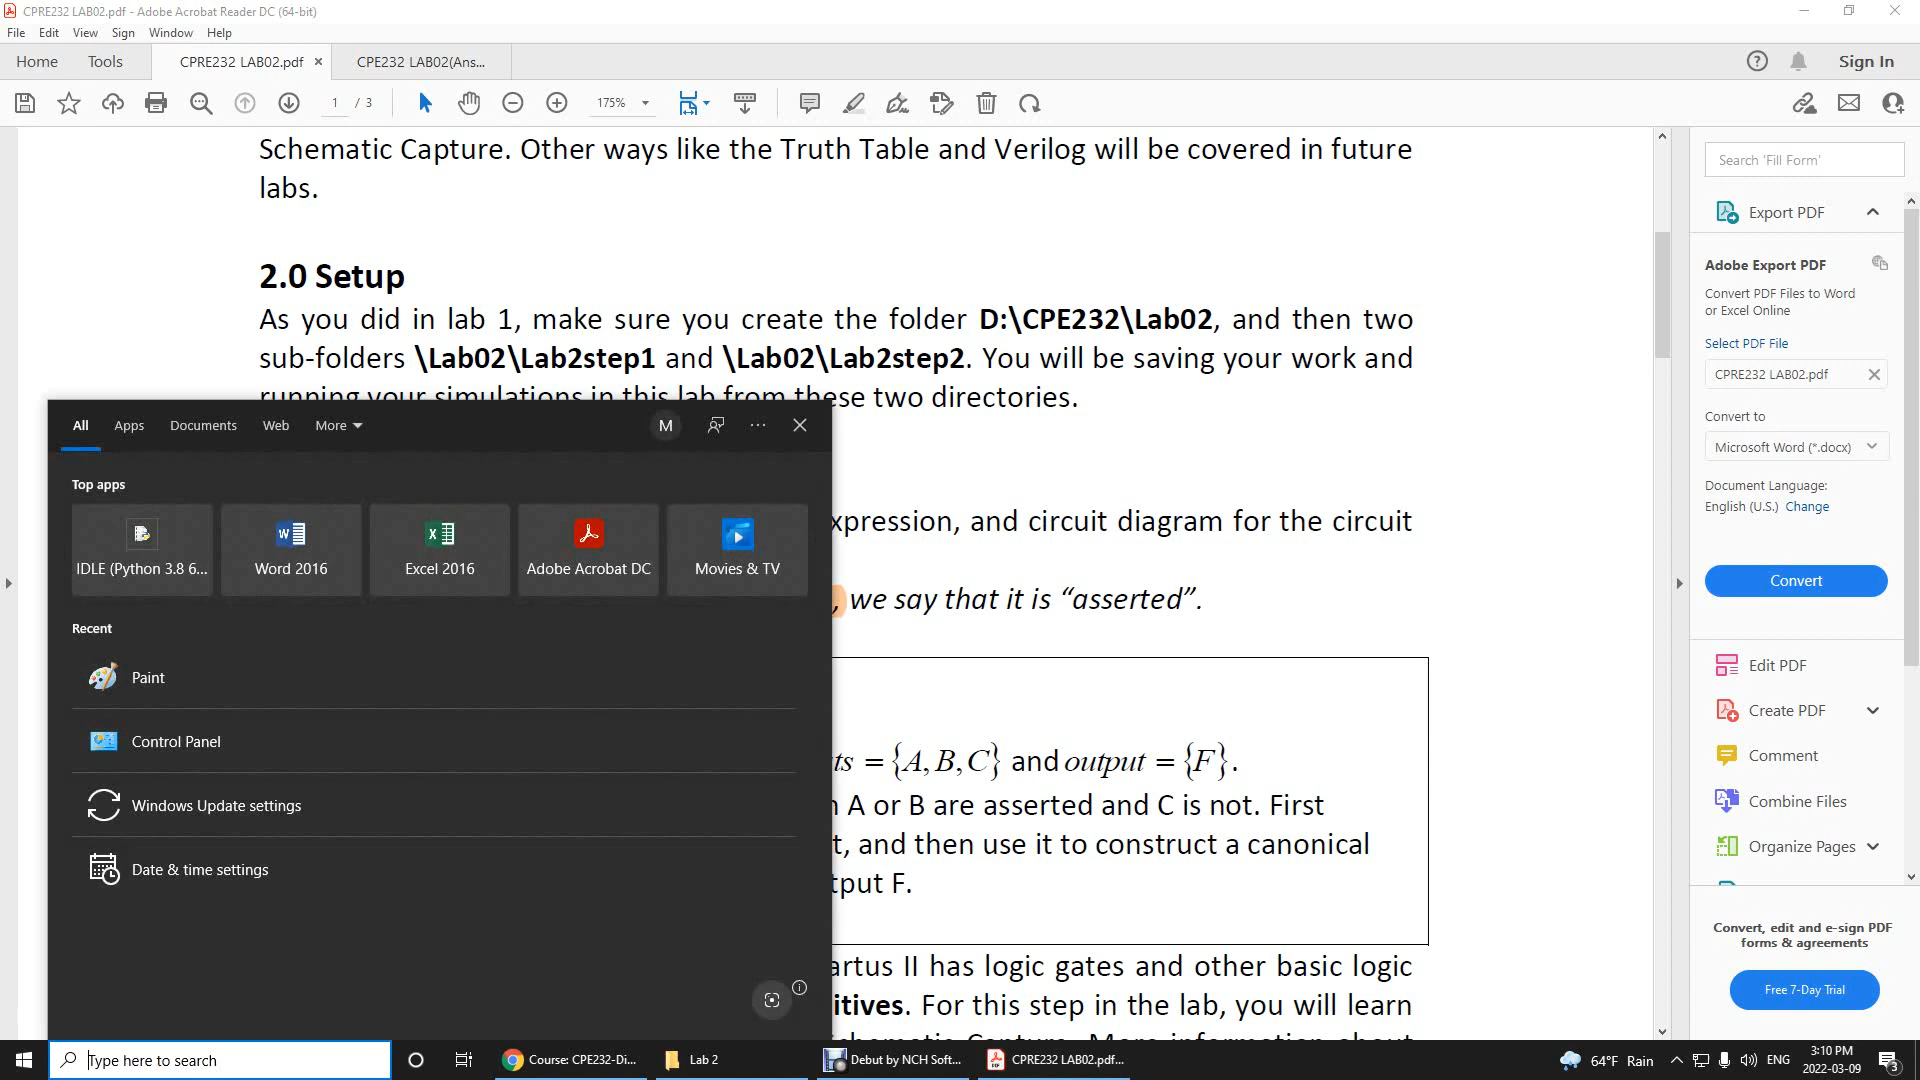 CPRE232 LAB02.pdf - Adobe Acrobat Reader DC (64-bit)
File Edit View Sign Window Help
Home Tools CPRE232 LAB02.pdf CPE232 LAB02(Ans... Sign In
1 / 3 175%
Schematic Capture. Other ways like the Truth Table and Verilog will be covered in future
labs.
2.0 Setup
As you did in lab 1, make sure you create the folder D:\CPE232\Lab02, and then two
sub-folders \Lab02\Lab2step1 and \Lab02\Lab2step2. You will be saving your work and
running your simulations in this lab from these two directories.
xpression, and circuit diagram for the circuit
, we say that it is “asserted”.
ts = {A, B, C} and output = {F}.
A or B are asserted and C is not. First
t, and then use it to construct a canonical
tput F.
artus II has logic gates and other basic logic
itives. For this step in the lab, you will learn
All Apps Documents Web More M
Top apps
IDLE (Python 3.8 6...
Word 2016
Excel 2016
Adobe Acrobat DC
Movies & TV
Recent
Paint
Control Panel
Windows Update settings
Date & time settings
Search 'Fill Form'
Export PDF
Adobe Export PDF
Convert PDF Files to Word
or Excel Online
Select PDF File
CPRE232 LAB02.pdf
Convert to
Microsoft Word (*.docx)
Document Language:
English (U.S.) Change
Convert
Edit PDF
Create PDF
Comment
Combine Files
Organize Pages
Convert, edit and e-sign PDF
forms & agreements
Free 7-Day Trial
Type here to search
Course: CPE232-Di...
Lab 2
Debut by NCH Soft...
CPRE232 LAB02.pdf...
64°F Rain
ENG
3:10 PM
2022-03-09
3